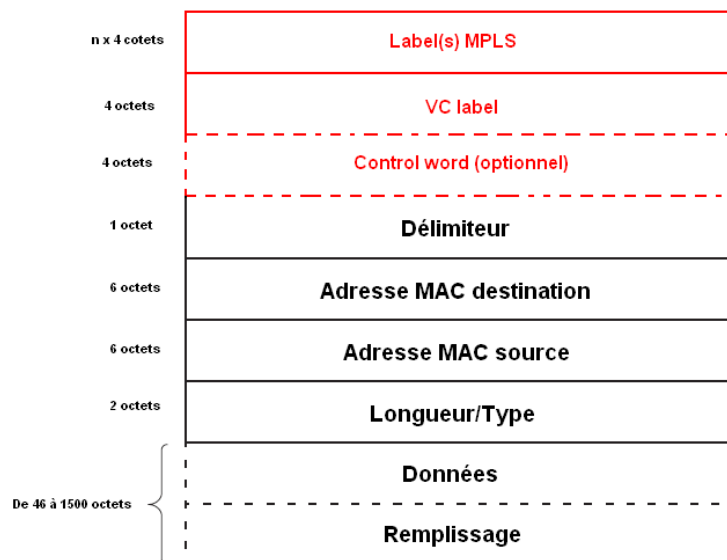 n x 4 cotets
Label(s) MPLS
4 octets
VC label
4 octets
Control word (optionnel)
1 octet
Délimiteur
6 octets
Adresse MAC destination
6 octets
Adresse MAC source
2 octets
Longueur/Type
Données
De 46 à 1500 octets
Remplissage